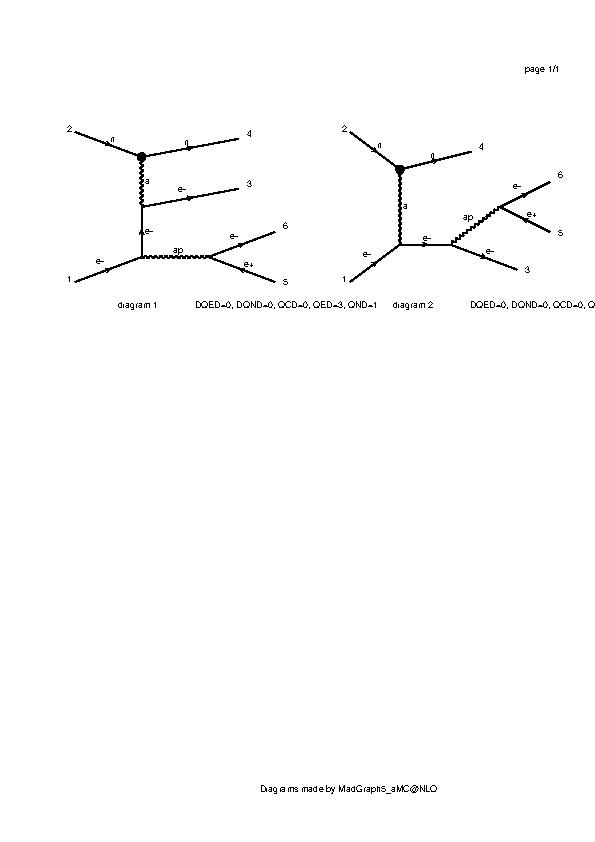 page 1/1
2 n n 4
a
e- 3
e-
e- ap e- 6
1 e+ 5
diagram 1 DQED=0, DQND=0, QCD=0, QED=3, QND=1
2 n n 4
a
e- 6
ap e+ 5
e- e- e- 3
1
diagram 2 DQED=0, DQND=0, QCD=0, Q
Diagrams made by MadGraph5_aMC@NLO